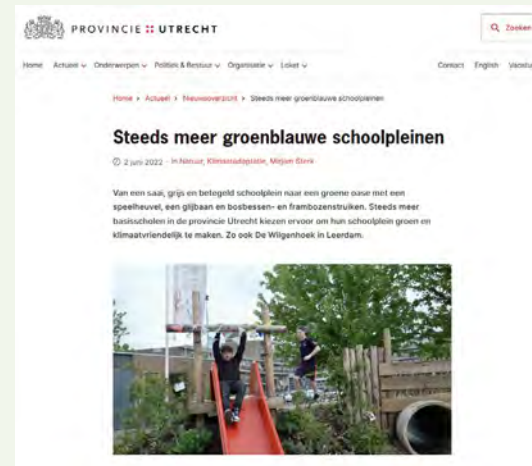 PROVINCIE UTRECHT
Zoeken
Home Actueel Onderwerpen Politiek & Bestuur Organisatie Loket Contact English Vacatu
Home > Actueel > Nieuwsoverzicht > Steeds meer groenblauwe schoolpleinen
Steeds meer groenblauwe schoolpleinen
2 juni 2022 - in Natuur, Klimaatadaptatie, Mirjam Sterk
Van een saai, grijs en betegeld schoolplein naar een groene oase met een
speelheuvel, een glijbaan en bosbessen- en frambozenstruiken. Steeds meer
basisscholen in de provincie Utrecht kiezen ervoor om hun schoolplein groen en
klimaatvriendelijk te maken. Zo ook De Wilgenhoek in Leerdam.